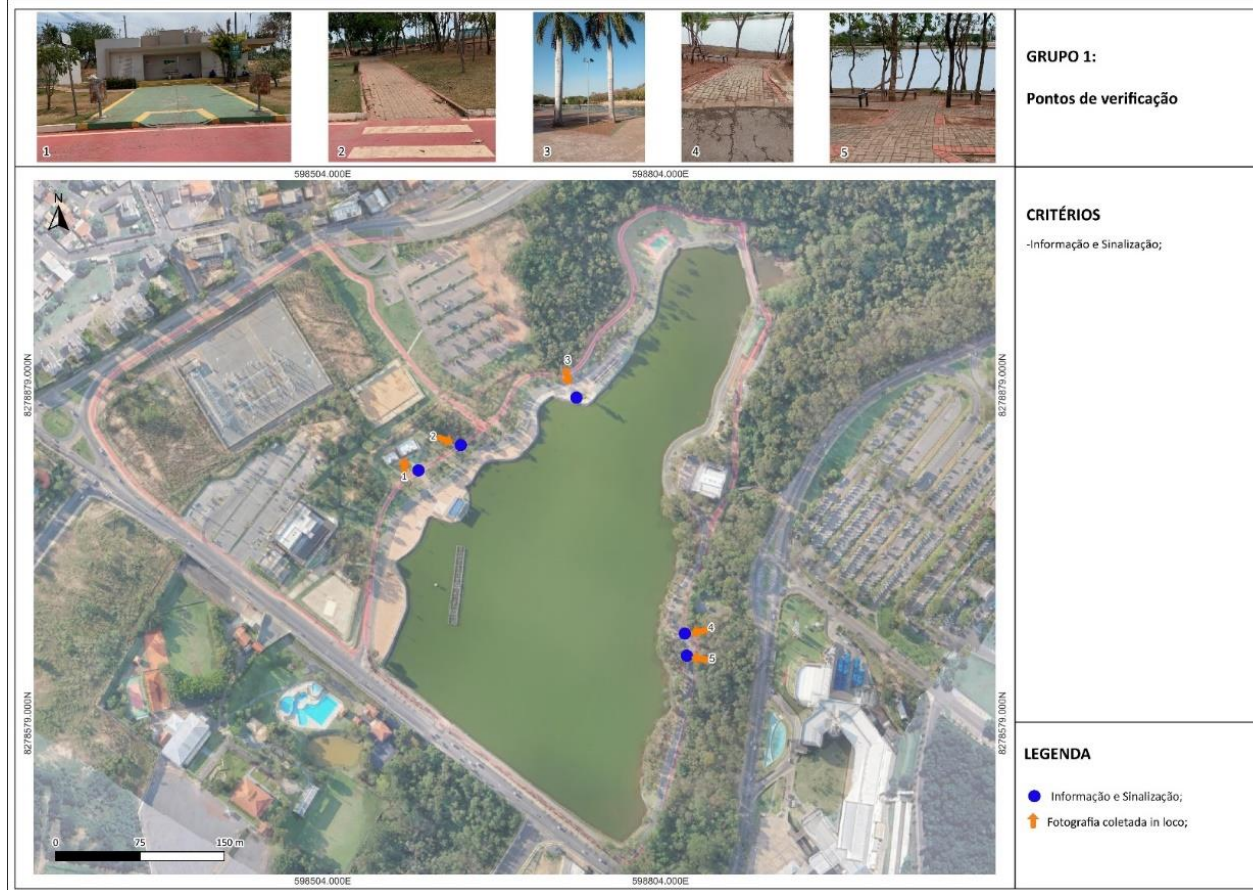 1
2
3
4
5
GRUPO 1:
Pontos de verificação
598504.000E
598804.000E
N
8278879.000N
8278879.000N
3
2
1
4
5
8278579.000N
8278579.000N
0 75 150 m
598504.000E
598804.000E
CRITÉRIOS
-Informação e Sinalização;
LEGENDA
Informação e Sinalização;
Fotografia coletada in loco;